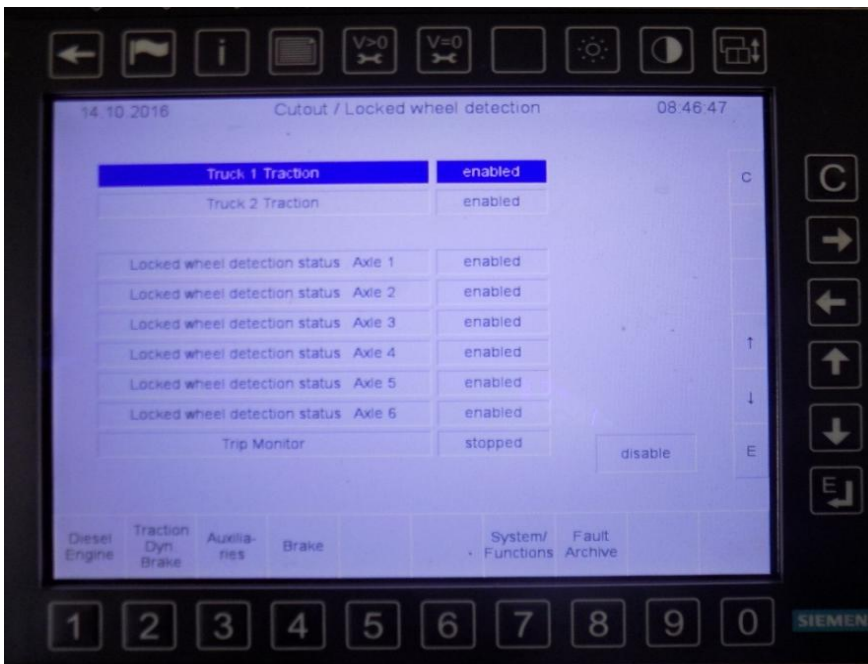 i
V>0
V=0
14.10.2016 Cutout / Locked wheel detection 08:46:47
Truck 1 Traction enabled
C
C
Truck 2 Traction enabled
Locked wheel detection status Axle 1 enabled
Locked wheel detection status Axle 2 enabled
Locked wheel detection status Axle 3 enabled
Locked wheel detection status Axle 4 enabled
Locked wheel detection status Axle 5 enabled
Locked wheel detection status Axle 6 enabled
Trip Monitor stopped
disable
E
E
Diesel Engine
Traction Dyn. Brake
Auxilia-ries
Brake
System/ Functions
Fault Archive
1 2 3 4 5 6 7 8 9 0
SIEMEN